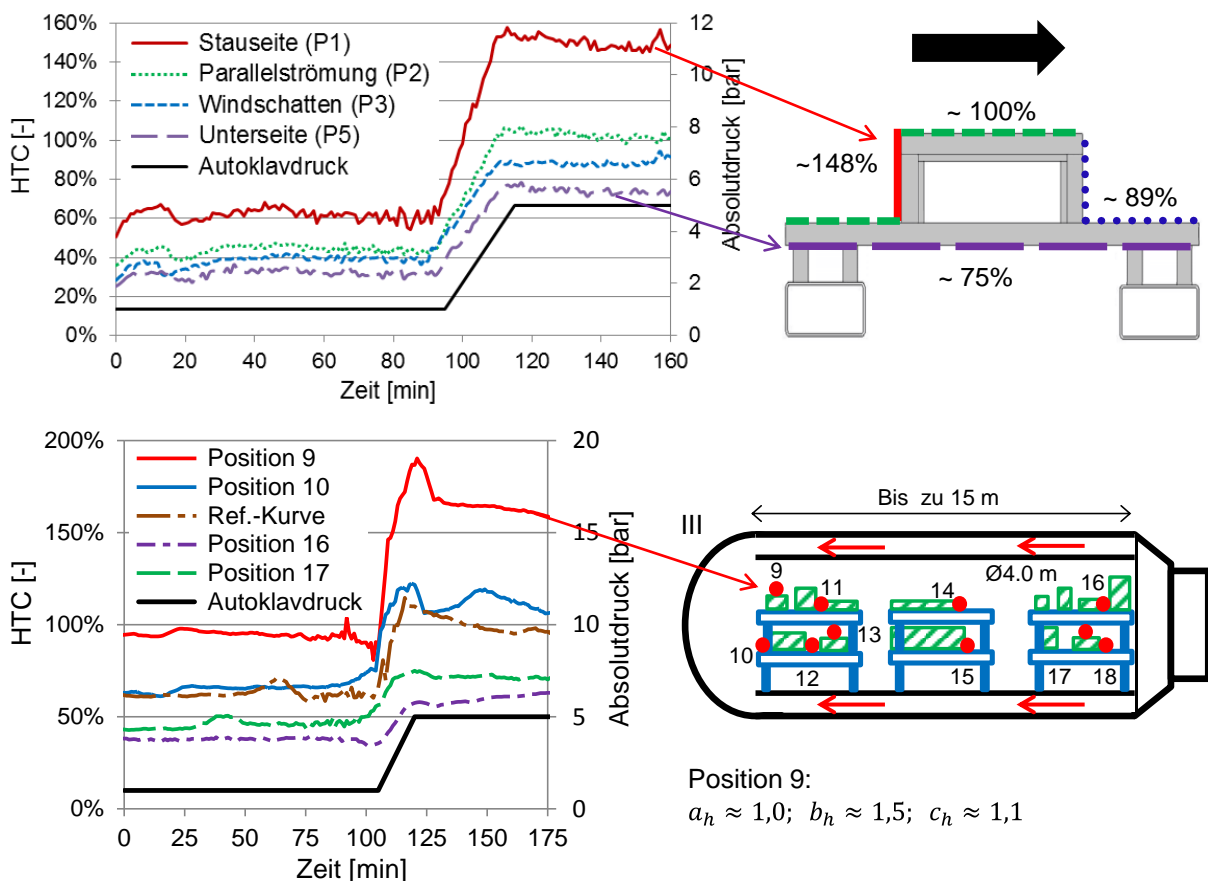 160%
140%
120%
100%
80%
60%
40%
20%
0%
HTC [-]
Stauseite (P1)
Parallelströmung (P2)
Windschatten (P3)
Unterseite (P5)
Autoklavdruck
12
10
8
6
4
2
0
Absolutdruck [bar]
0 20 40 60 80 100 120 140 160
Zeit [min]
~ 100%
~148%
~ 89%
~ 75%
200%
150%
100%
50%
0%
HTC [-]
Position 9
Position 10
Ref.-Kurve
Position 16
Position 17
Autoklavdruck
20
15
10
5
0
Absolutdruck [bar]
0 25 50 75 100 125 150 175
Zeit [min]
Bis zu 15 m
III
Ø4.0 m
9
11
14
16
10
13
12
15
17
18
Position 9:
𝑎ₕ ≈ 1,0; 𝑏ₕ ≈ 1,5; 𝑐ₕ ≈ 1,1